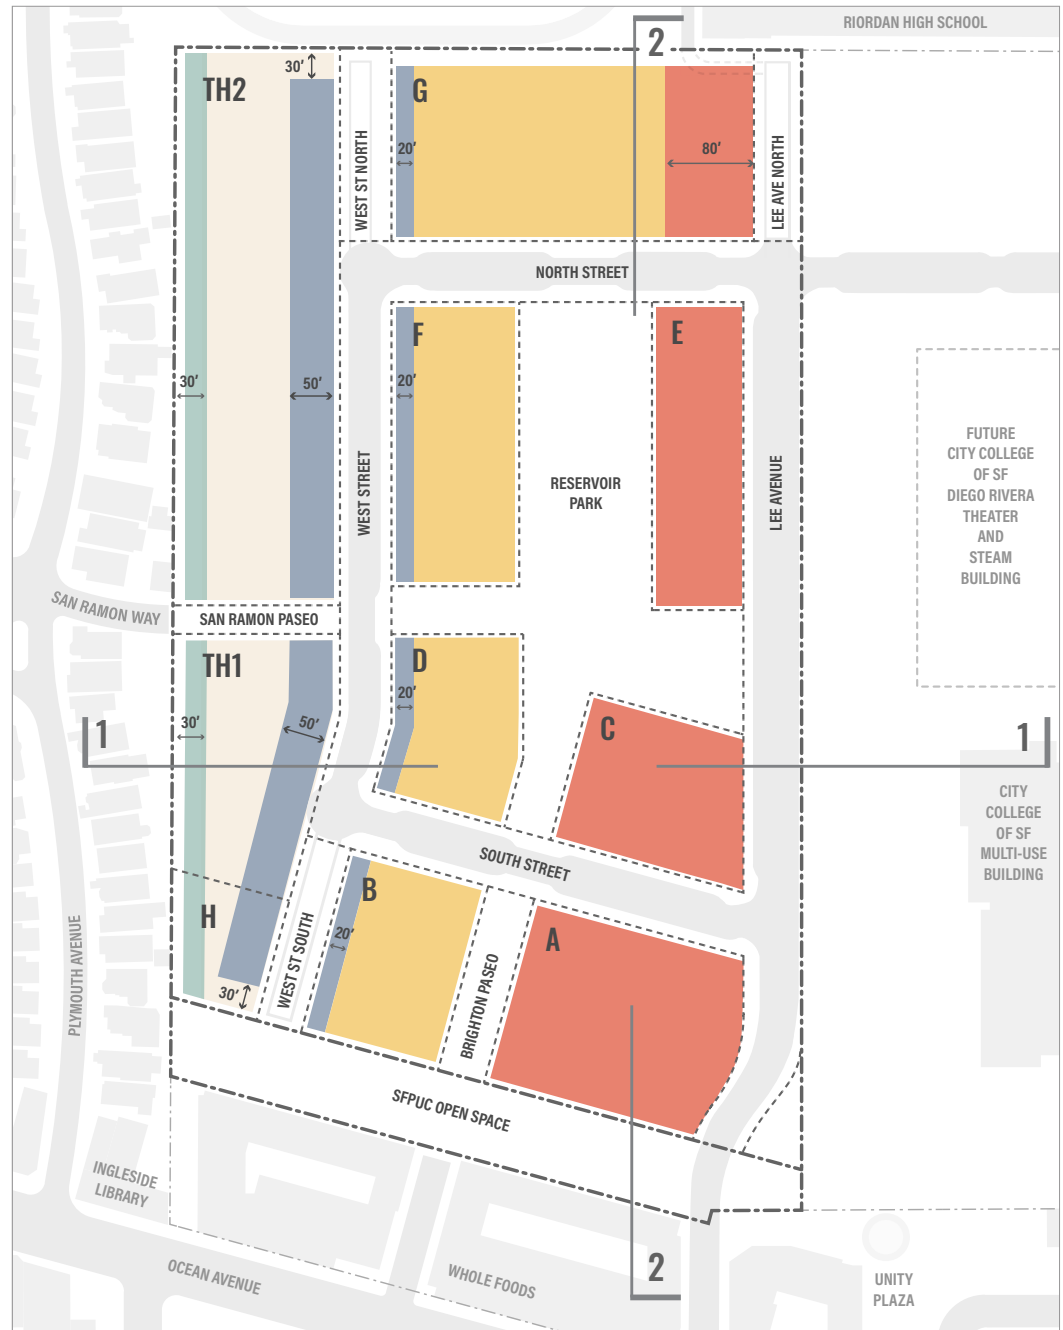 RIORDAN HIGH SCHOOL
2
30′
TH2
G
20′
80′
WEST ST NORTH
LEE AVE NORTH
NORTH STREET
F
E
20′
30′
50′
WEST STREET
RESERVOIR
PARK
LEE AVENUE
FUTURE
CITY COLLEGE
OF SF
DIEGO RIVERA
THEATER
AND
STEAM
BUILDING
SAN RAMON WAY
SAN RAMON PASEO
TH1
D
20′
30′
50′
1
C
1
CITY
COLLEGE
OF SF
MULTI-USE
BUILDING
SOUTH STREET
B
H
A
20′
WEST ST SOUTH
30′
BRIGHTON PASEO
PLYMOUTH AVENUE
SFPUC OPEN SPACE
INGLESIDE
LIBRARY
OCEAN AVENUE
WHOLE FOODS
2
UNITY
PLAZA